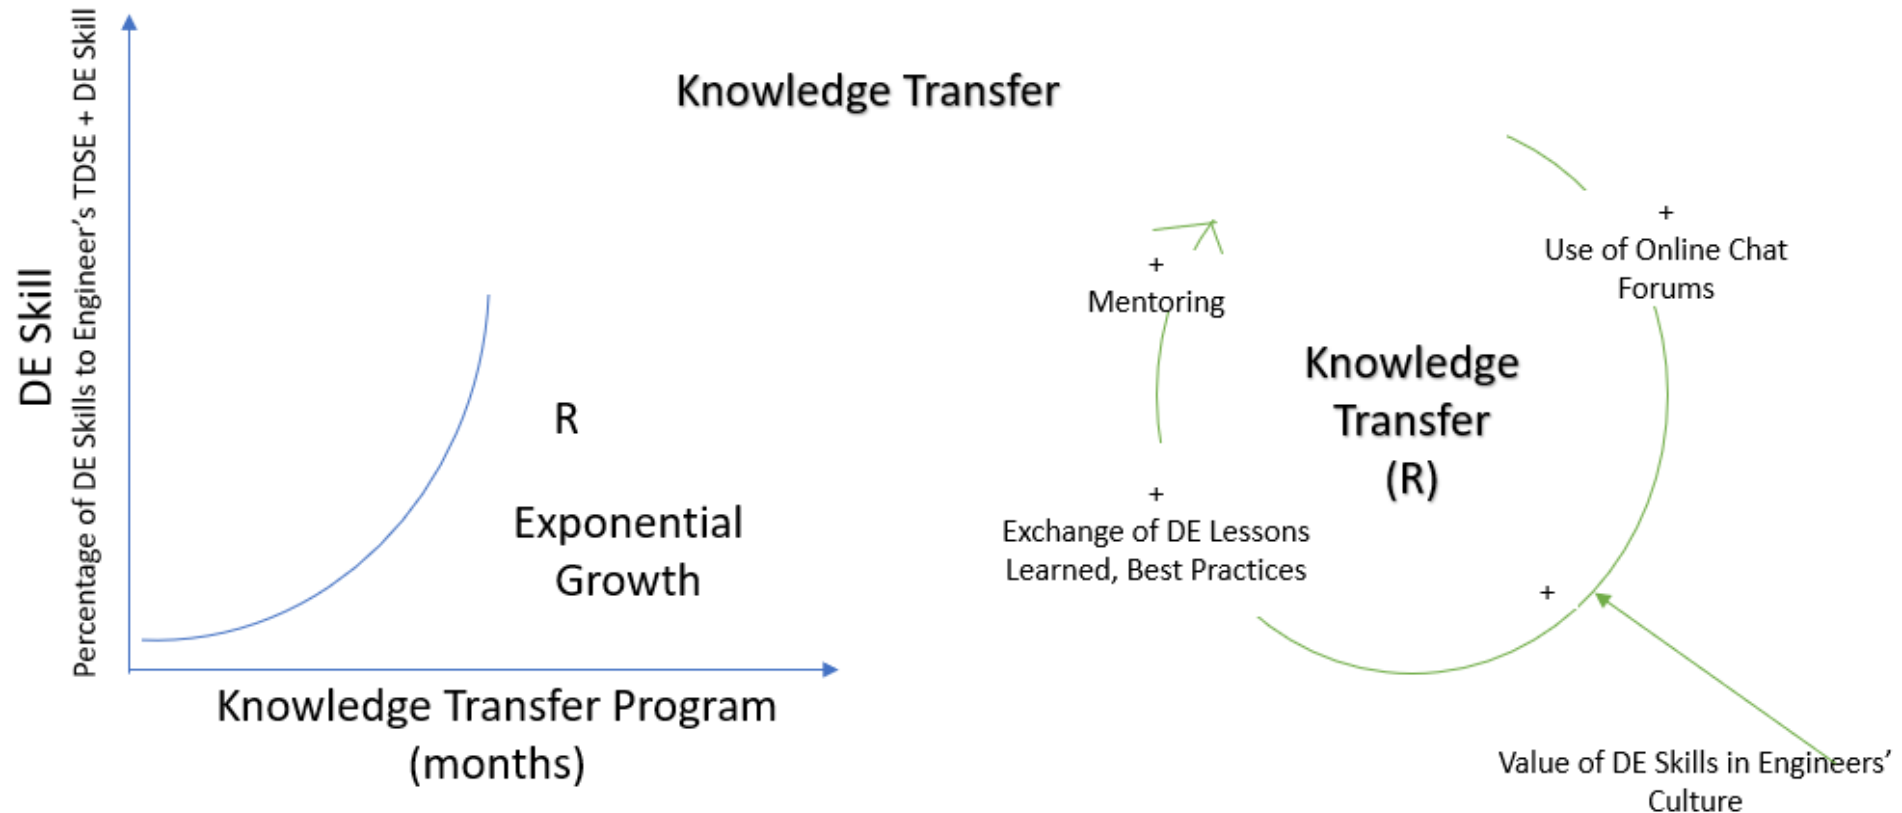 Knowledge Transfer
DE Skill
Percentage of DE Skills to Engineer's TDSE + DE Skill
R
Exponential
Growth
Knowledge Transfer Program
(months)
+
Use of Online Chat
Forums
+
Mentoring
Knowledge
Transfer
(R)
+
Exchange of DE Lessons
Learned, Best Practices
+
Value of DE Skills in Engineers'
Culture